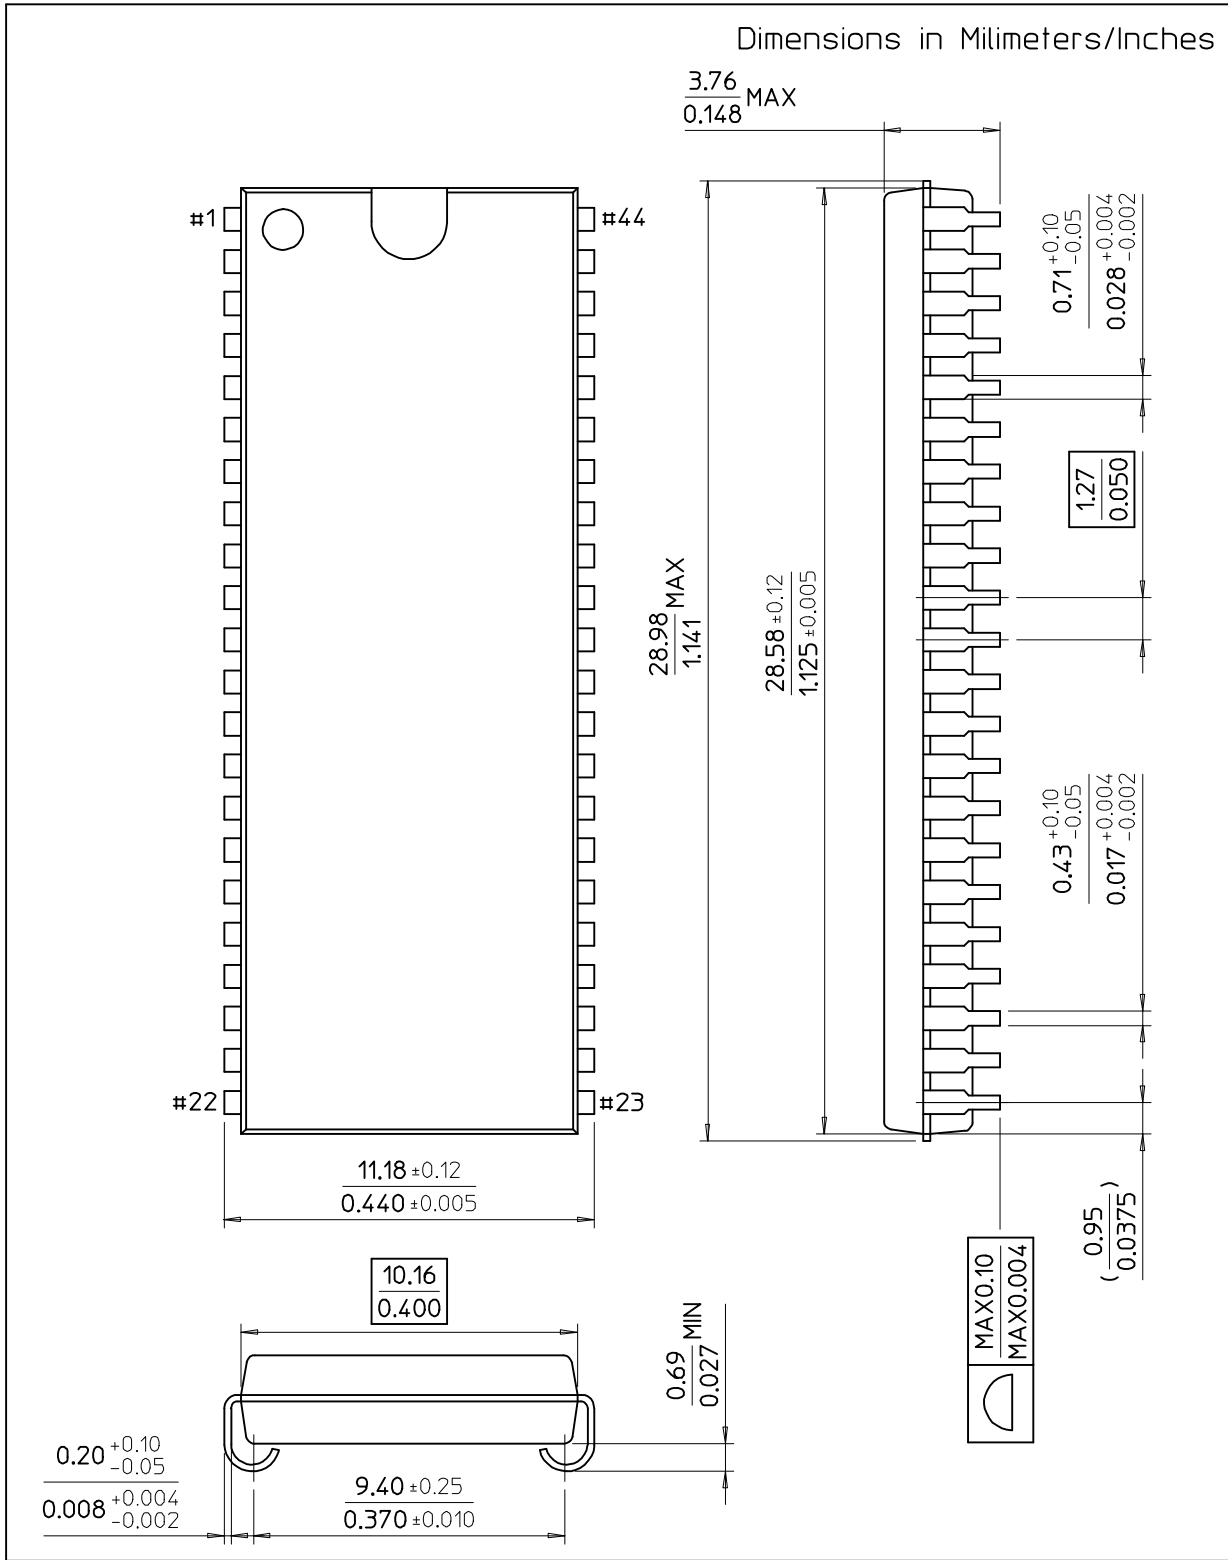 Dimensions in Milimeters/Inches
3.76
0.148
MAX
#1
#44
0.71 +0.10 -0.05
0.028 +0.004 -0.002
1.27
0.050
28.98
1.141
MAX
28.58 ±0.12
1.125 ±0.005
0.43 +0.10 -0.05
0.017 +0.004 -0.002
#22
#23
11.18 ±0.12
0.440 ±0.005
(0.95
0.0375)
10.16
0.400
MAX0.10
MAX0.004
0.69
0.027
MIN
0.20 +0.10 -0.05
0.008 +0.004 -0.002
9.40 ±0.25
0.370 ±0.010